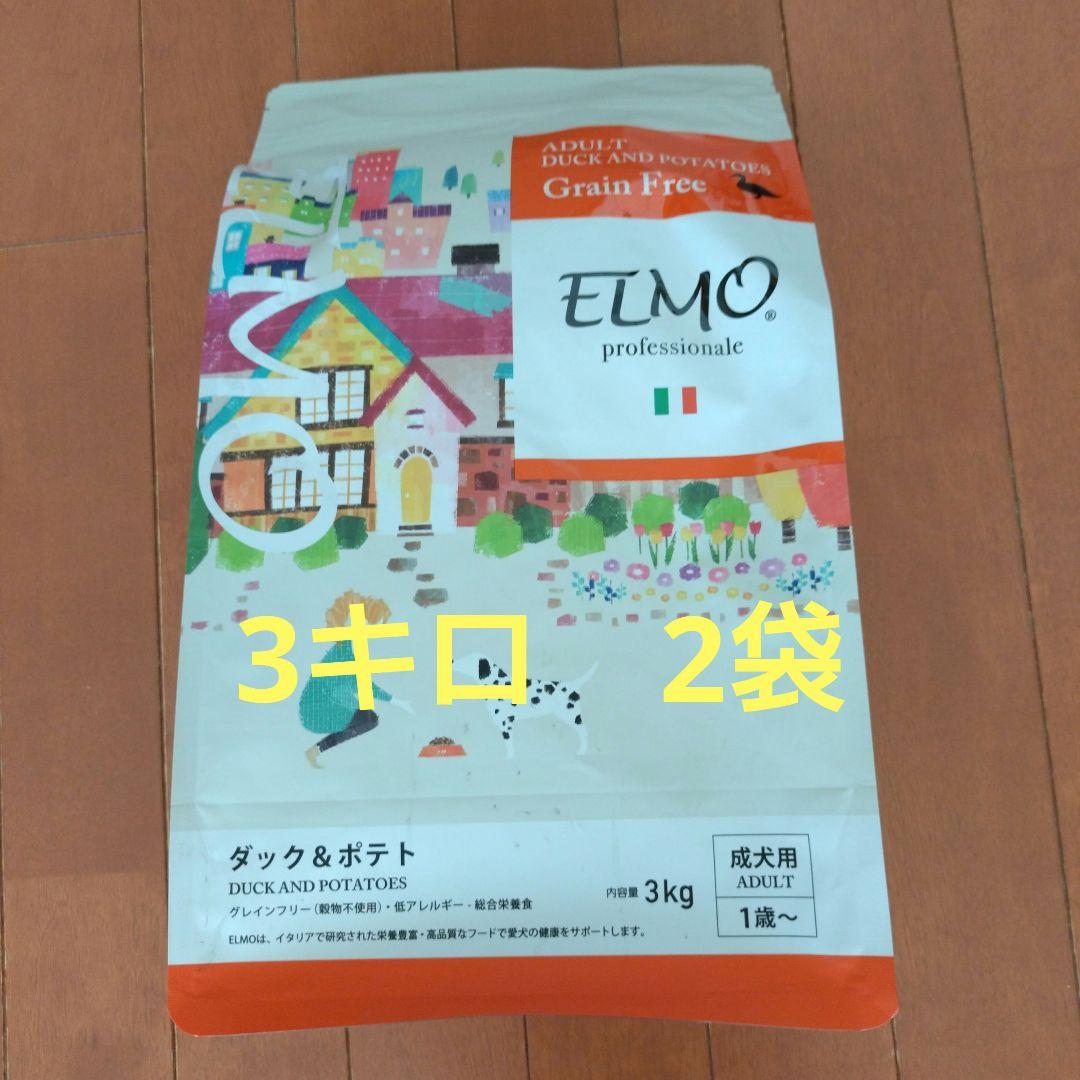 ADULT
DUCK AND POTATOES
Grain Free
ELMO®
professionale
ELMO
3キロ 2袋
ダック＆ポテト
DUCK AND POTATOES
グレインフリー（穀物不使用）・低アレルギー - 総合栄養食
ELMOは、イタリアで研究された栄養豊富・高品質なフードで愛犬の健康をサポートします。
内容量 3kg
成犬用
ADULT
1歳～